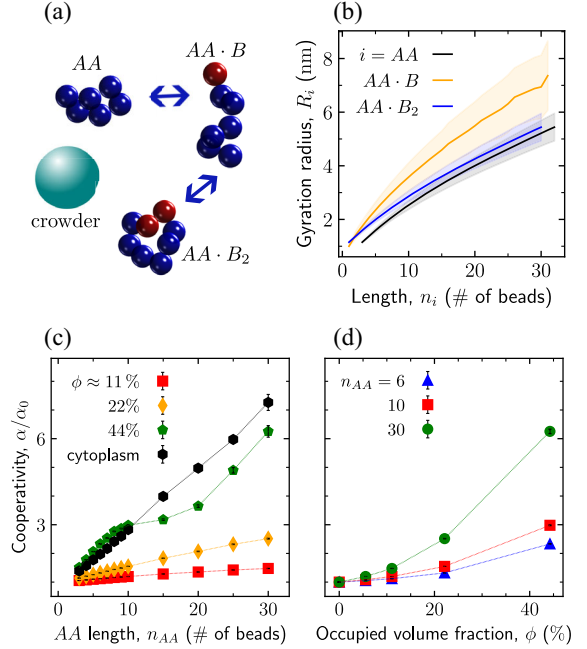 (a)
AA
AA · B
crowder
AA · B₂
(b)
Gyration radius, Rᵢ (nm)
8
6
4
2
i = AA
AA · B
AA · B₂
0
10
20
30
Length, nᵢ (# of beads)
(c)
Cooperativity, α/α₀
6
3
ϕ ≈ 11%
22%
44%
cytoplasm
0
10
20
30
AA length, n_AA (# of beads)
(d)
n_AA = 6
10
30
0
20
40
Occupied volume fraction, ϕ (%)